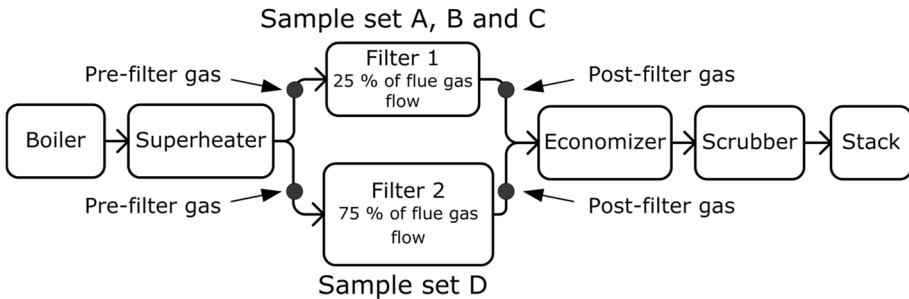 Sample set A, B and C
Pre-filter gas
Filter 1
25 % of flue gas
flow
Post-filter gas
Boiler
Superheater
Economizer
Scrubber
Stack
Pre-filter gas
Filter 2
75 % of flue gas
flow
Post-filter gas
Sample set D